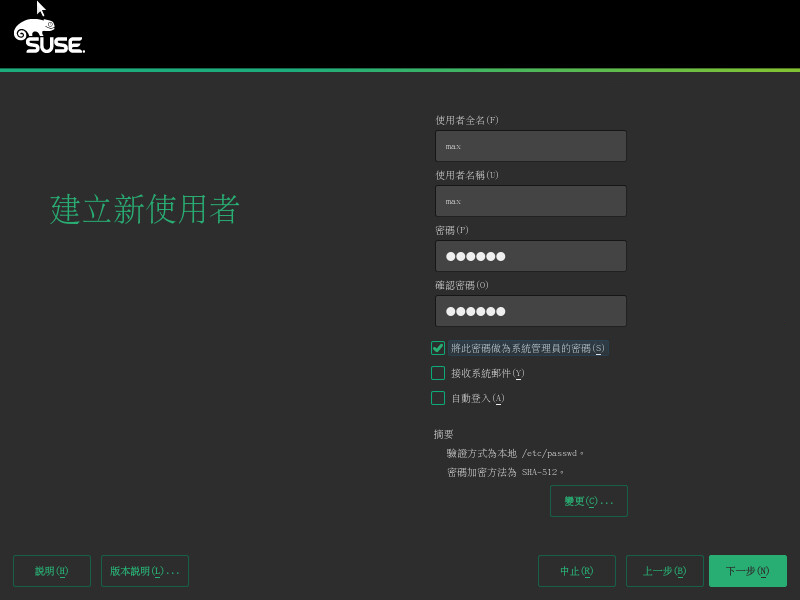 SUSE.
建立新使用者
使用者全名(F)
max
使用者名稱(U)
max
密碼(P)
確認密碼(O)
將此密碼做為系統管理員的密碼(S)
接收系統郵件(Y)
自動登入(A)
摘要
驗證方式為本地 /etc/passwd。
密碼加密方法為 SHA-512。
變更(C)...
說明(H)
版本說明(L)...
中止(R)
上一步(B)
下一步(N)